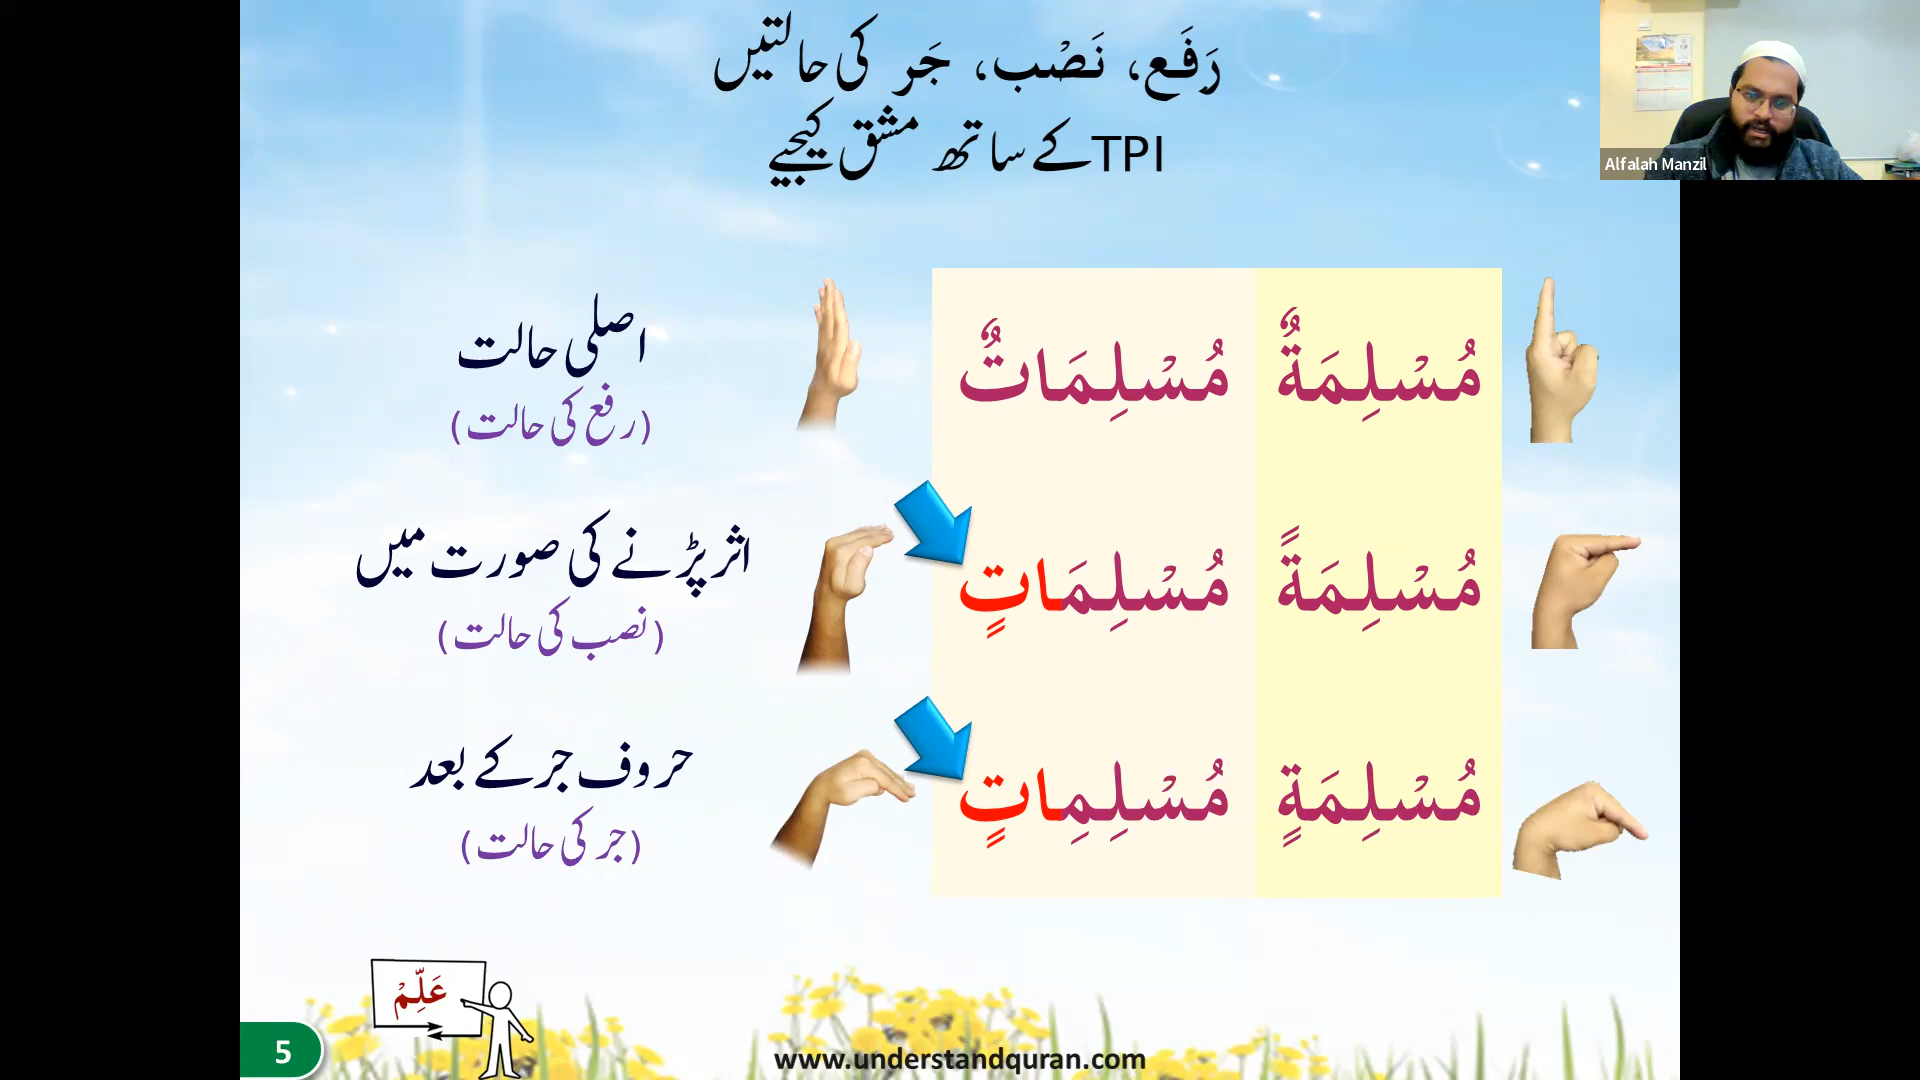 رَفَع، نَصْب، جَر کی حالتیں
TPI کے ساتھ مشق کیجیے
Alfalah Manzil
مُسْلِمَةٌ مُسْلِمَاتٌ اصلی حالت
(رفع کی حالت)
مُسْلِمَةً مُسْلِمَاتٍ اثر پڑنے کی صورت میں
(نصب کی حالت)
مُسْلِمَةٍ مُسْلِمِاتٍ حروف جر کے بعد
(جر کی حالت)
عَلِّمْ
5
www.understandquran.com